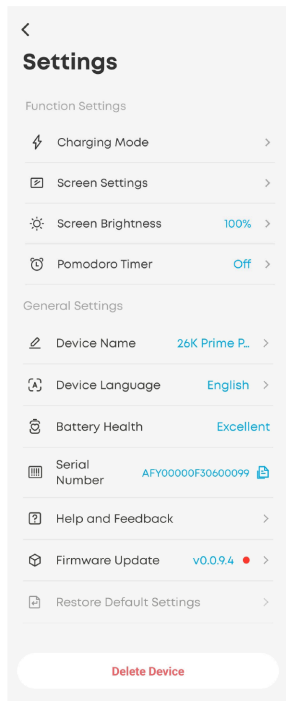 Settings
Function Settings
Charging Mode
Screen Settings
Screen Brightness 100%
Pomodoro Timer Off
General Settings
Device Name 26K Prime P...
Device Language English
Battery Health Excellent
Serial
Number AFY00000F30600099
Help and Feedback
Firmware Update v0.0.9.4
Restore Default Settings
Delete Device